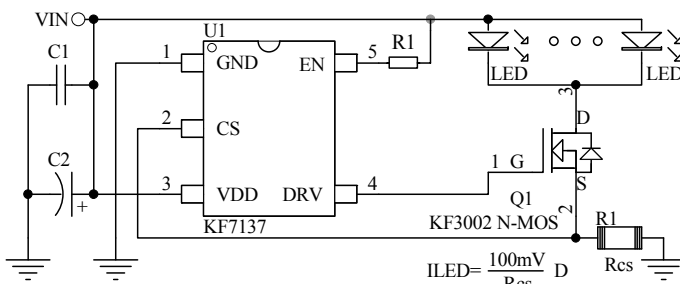 VIN
U1
C1
1
GND
EN
5
R1
LED
LED
3
2
CS
D
C2
1
G
S
3
VDD
DRV
4
Q1
2
+
KF7137
KF3002 N-MOS
R1
Rcs
ILED= 100mV D
Rcs